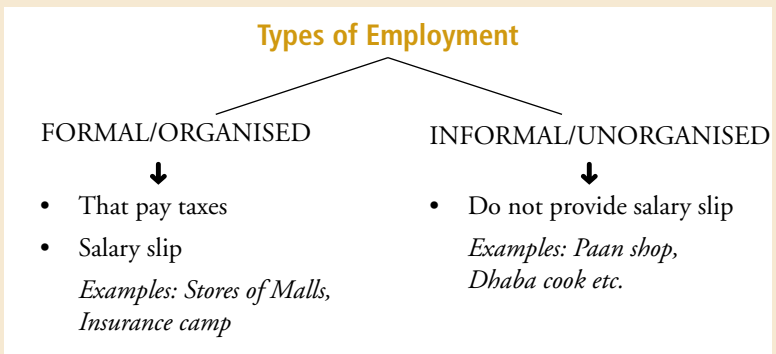 Types of Employment
FORMAL/ORGANISED
• That pay taxes
• Salary slip
Examples: Stores of Malls,
Insurance camp
INFORMAL/UNORGANISED
• Do not provide salary slip
Examples: Paan shop,
Dhaba cook etc.